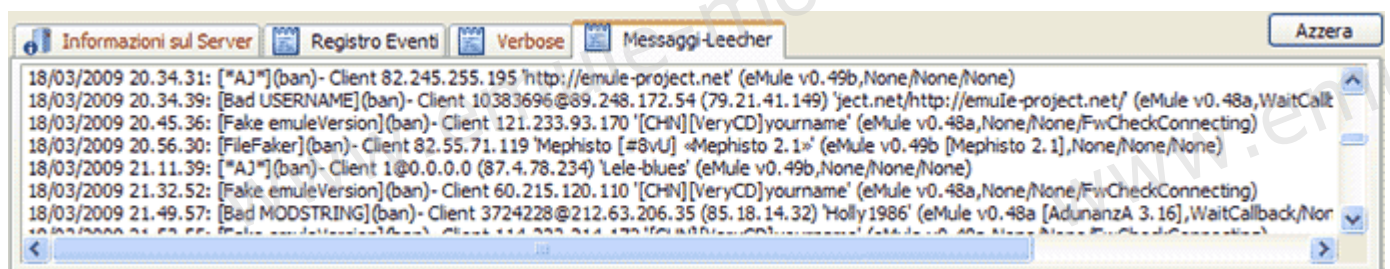 Informazioni sul Server Registro Eventi Verbose Messaggi-Leecher Azzera
18/03/2009 20.34.31: ["AJ"](ban)- Client 82.245.255.195 'http://emule-project.net' (eMule v0.49b,None/None/None)
18/03/2009 20.34.39: [Bad USERNAME](ban)- Client 10383696@89.248.172.54 (79.21.41.149) 'ject.net/http://emuIe-project.net/' (eMule v0.48a,WaitCallb
18/03/2009 20.45.36: [Fake emuleVersion](ban)- Client 121.233.93.170 '[CHN][VeryCD]yourname' (eMule v0.48a,None/None/FwCheckConnecting)
18/03/2009 20.56.30: [FileFaker](ban)- Client 82.55.71.119 'Mephisto [#8vU] «Mephisto 2.1»' (eMule v0.49b [Mephisto 2.1],None/None/None)
18/03/2009 21.11.39: ["AJ"](ban)- Client 1@0.0.0.0 (87.4.78.234) 'Lele-blues' (eMule v0.49b,None/None/None)
18/03/2009 21.32.52: [Fake emuleVersion](ban)- Client 60.215.120.110 '[CHN][VeryCD]yourname' (eMule v0.48a,None/None/FwCheckConnecting)
18/03/2009 21.49.57: [Bad MODSTRING](ban)- Client 3724228@212.63.206.35 (85.18.14.32) 'Holly1986' (eMule v0.48a [AdunanzA 3.16],WaitCallback/Non